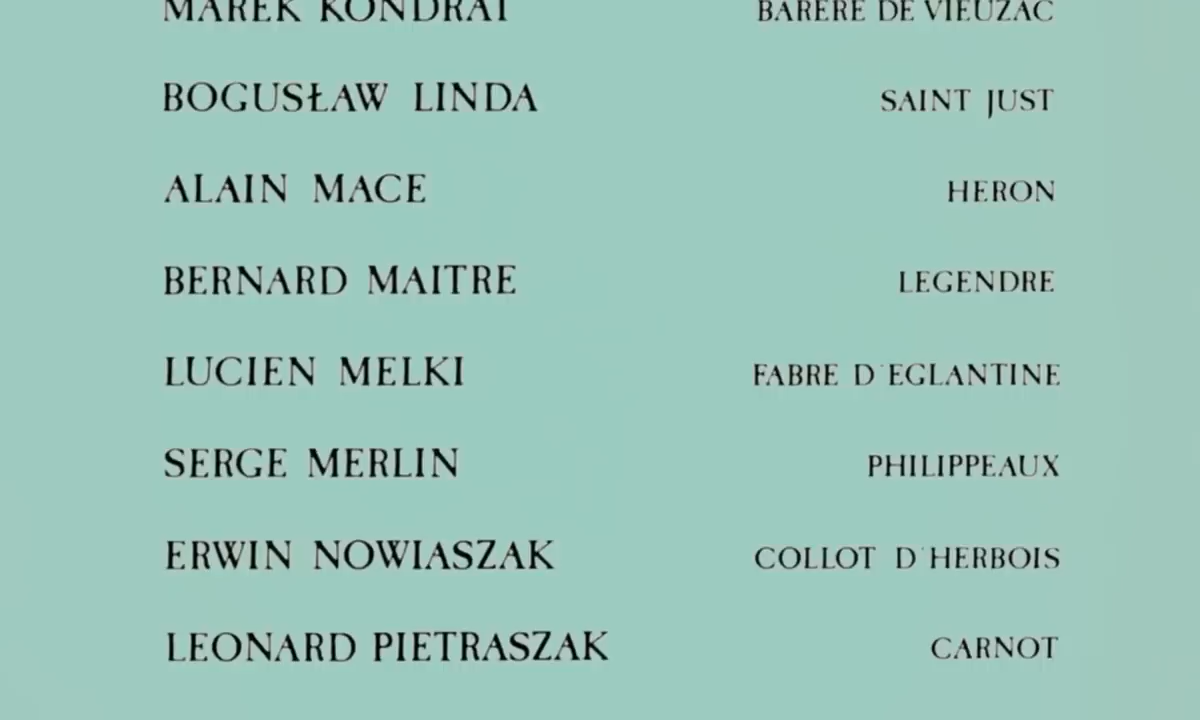 MAREK KONDRAT BARERE DE VIEUZAC
BOGUSŁAW LINDA SAINT JUST
ALAIN MACE HERON
BERNARD MAITRE LEGENDRE
LUCIEN MELKI FABRE D'EGLANTINE
SERGE MERLIN PHILIPPEAUX
ERWIN NOWIASZAK COLLOT D'HERBOIS
LEONARD PIETRASZAK CARNOT